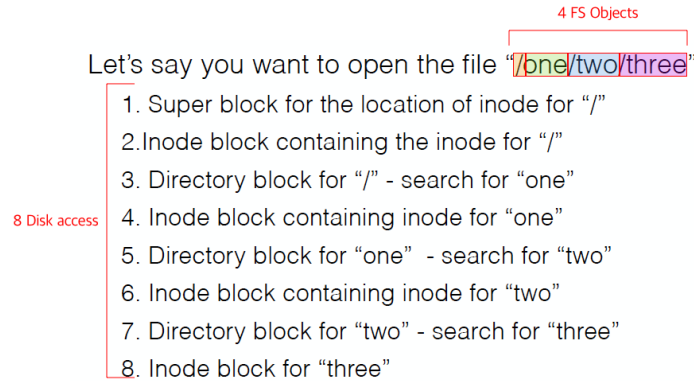 4 FS Objects
Let's say you want to open the file “/one/two/three”
1. Super block for the location of inode for “/”
2.Inode block containing the inode for “/”
3. Directory block for “/” - search for “one”
4. Inode block containing inode for “one”
8 Disk access
5. Directory block for “one”  - search for “two”
6. Inode block containing inode for “two”
7. Directory block for “two” - search for “three”
8. Inode block for “three”